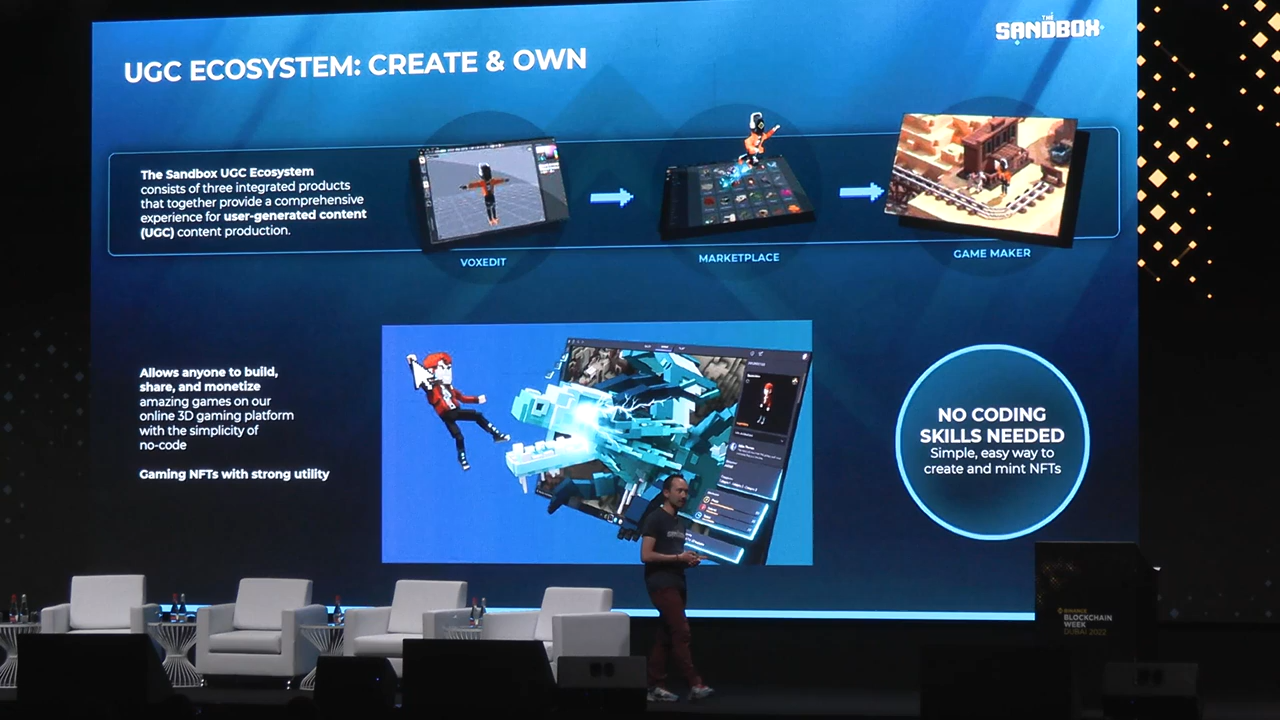 THE
SANDBOX
UGC ECOSYSTEM: CREATE & OWN
The Sandbox UGC Ecosystem
consists of three integrated products
that together provide a comprehensive
experience for user-generated content
(UGC) content production.
VOXEDIT
MARKETPLACE
GAME MAKER
Allows anyone to build,
share, and monetize
amazing games on our
online 3D gaming platform
with the simplicity of
no-code
Gaming NFTs with strong utility
NO CODING
SKILLS NEEDED
Simple, easy way to
create and mint NFTs
BINANCE
BLOCKCHAIN
WEEK
DUBAI 2022